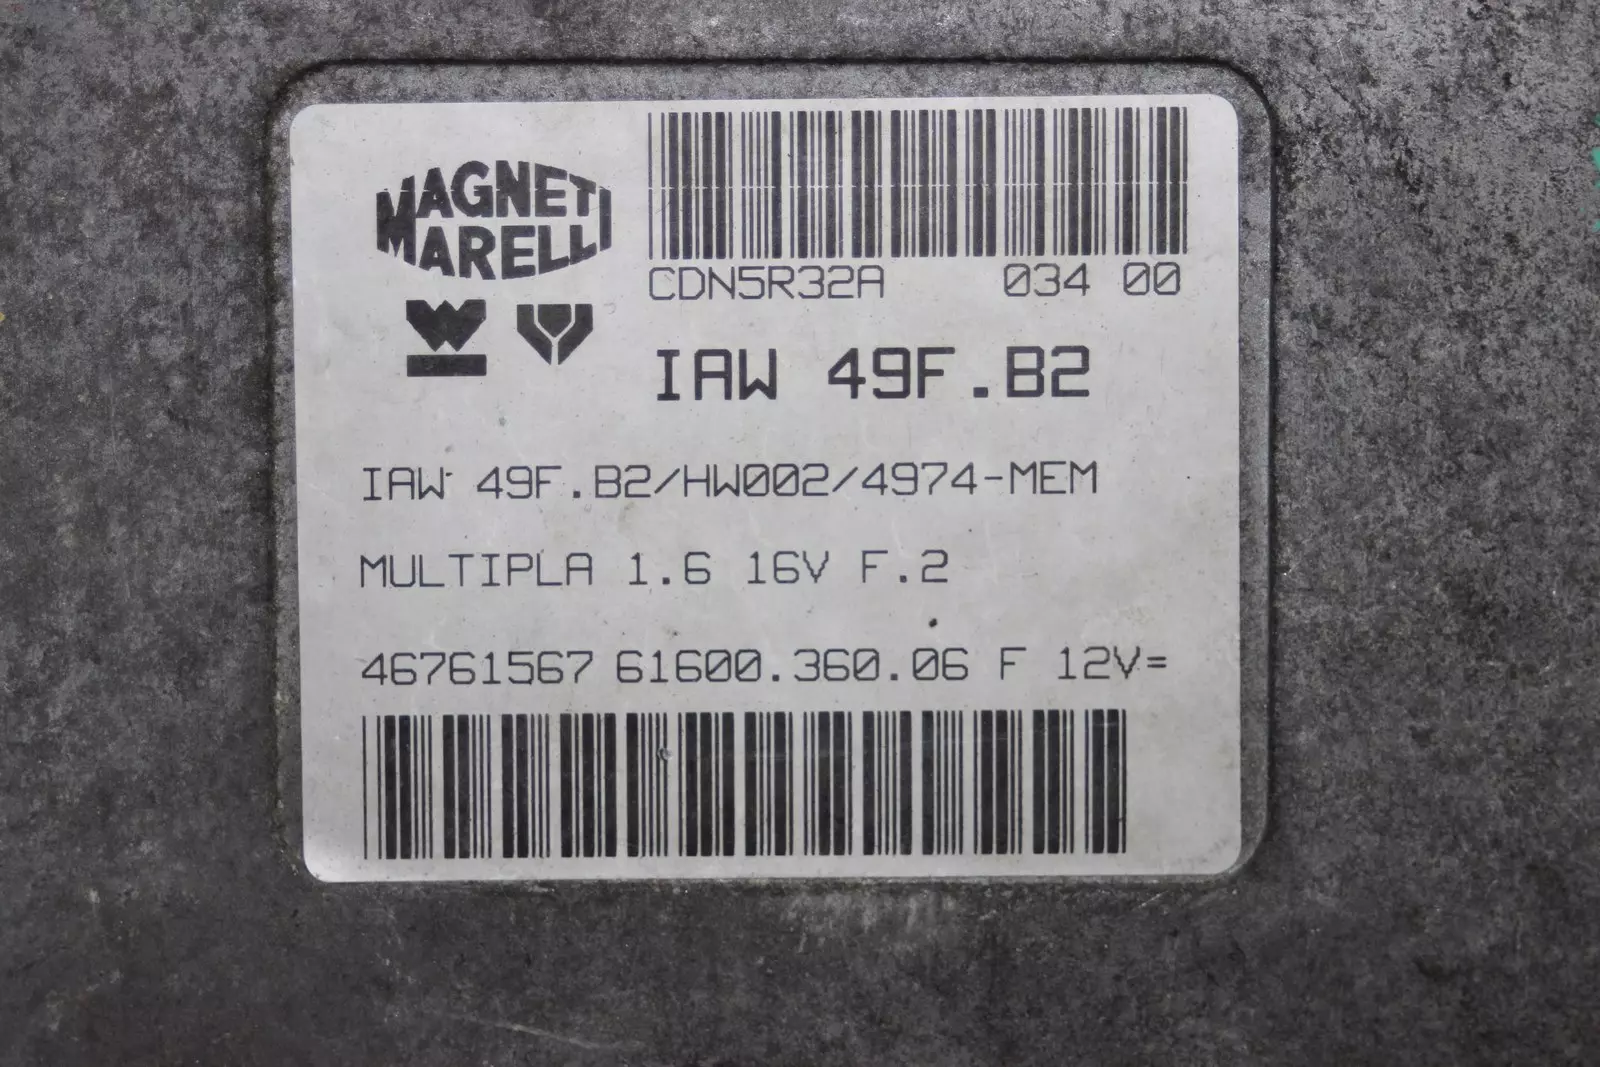 MAGNETI
MARELLI
CDN5R32A 034 00
IAW 49F.B2
IAW 49F.B2/HW002/4974-MEM
MULTIPLA 1.6 16V F.2
46761567 61600.360.06 F 12V=